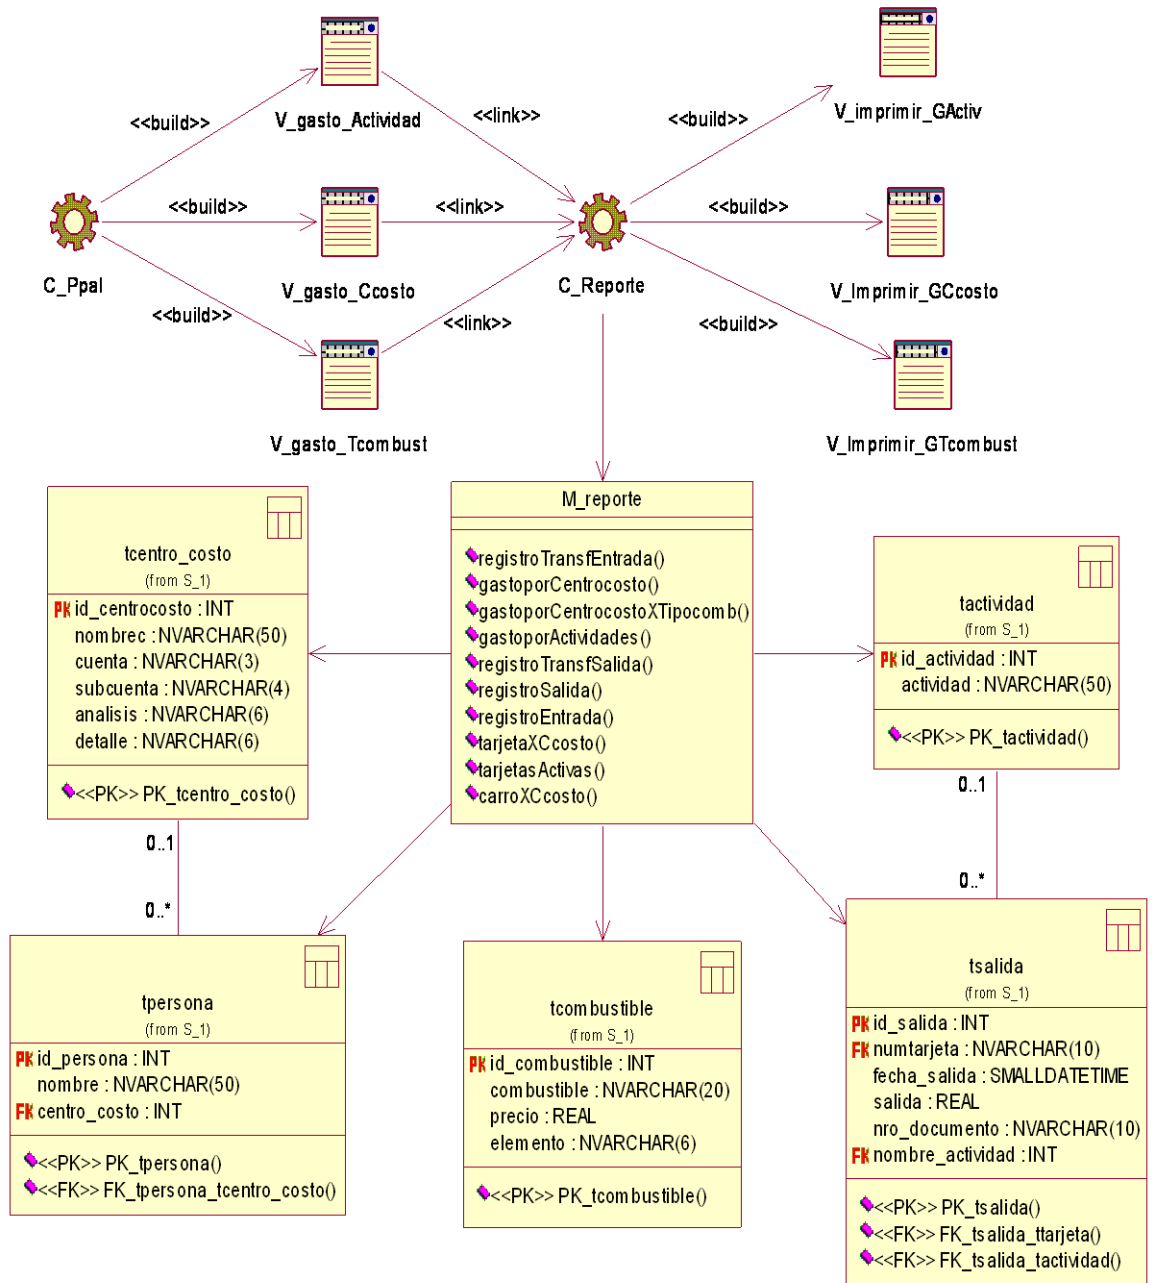 V_gasto_Actividad
V_imprimir_GActiv
<<build>>
<<link>>
<<build>>
<<build>>
<<link>>
<<build>>
C_Ppal
V_gasto_Ccosto
C_Reporte
V_Imprimir_GCcosto
<<build>>
<<link>>
<<build>>
V_gasto_Tcombust
V_Imprimir_GTcombust
tcentro_costo
(from S_1)
PK id_centrocosto : INT
nombrec : NVARCHAR(50)
cuenta : NVARCHAR(3)
subcuenta : NVARCHAR(4)
analisis : NVARCHAR(6)
detalle : NVARCHAR(6)
<<PK>> PK_tcentro_costo()
M_reporte
registroTransfEntrada()
gastoporCentrocosto()
gastoporCentrocostoXTipocomb()
gastoporActividades()
registroTransfSalida()
registroSalida()
registroEntrada()
tarjetaXCcosto()
tarjetasActivas()
carroXCcosto()
tactividad
(from S_1)
PK id_actividad : INT
actividad : NVARCHAR(50)
<<PK>> PK_tactividad()
0..1
0..*
0..1
0..*
tpersona
(from S_1)
PK id_persona : INT
nombre : NVARCHAR(50)
FK centro_costo : INT
<<PK>> PK_tpersona()
<<FK>> FK_tpersona_tcentro_costo()
tcombustible
(from S_1)
PK id_combustible : INT
combustible : NVARCHAR(20)
precio : REAL
elemento : NVARCHAR(6)
<<PK>> PK_tcombustible()
tsalida
(from S_1)
PK id_salida : INT
FK numtarjeta : NVARCHAR(10)
fecha_salida : SMALLDATETIME
salida : REAL
nro_documento : NVARCHAR(10)
FK nombre_actividad : INT
<<PK>> PK_tsalida()
<<FK>> FK_tsalida_ttarjeta()
<<FK>> FK_tsalida_tactividad()